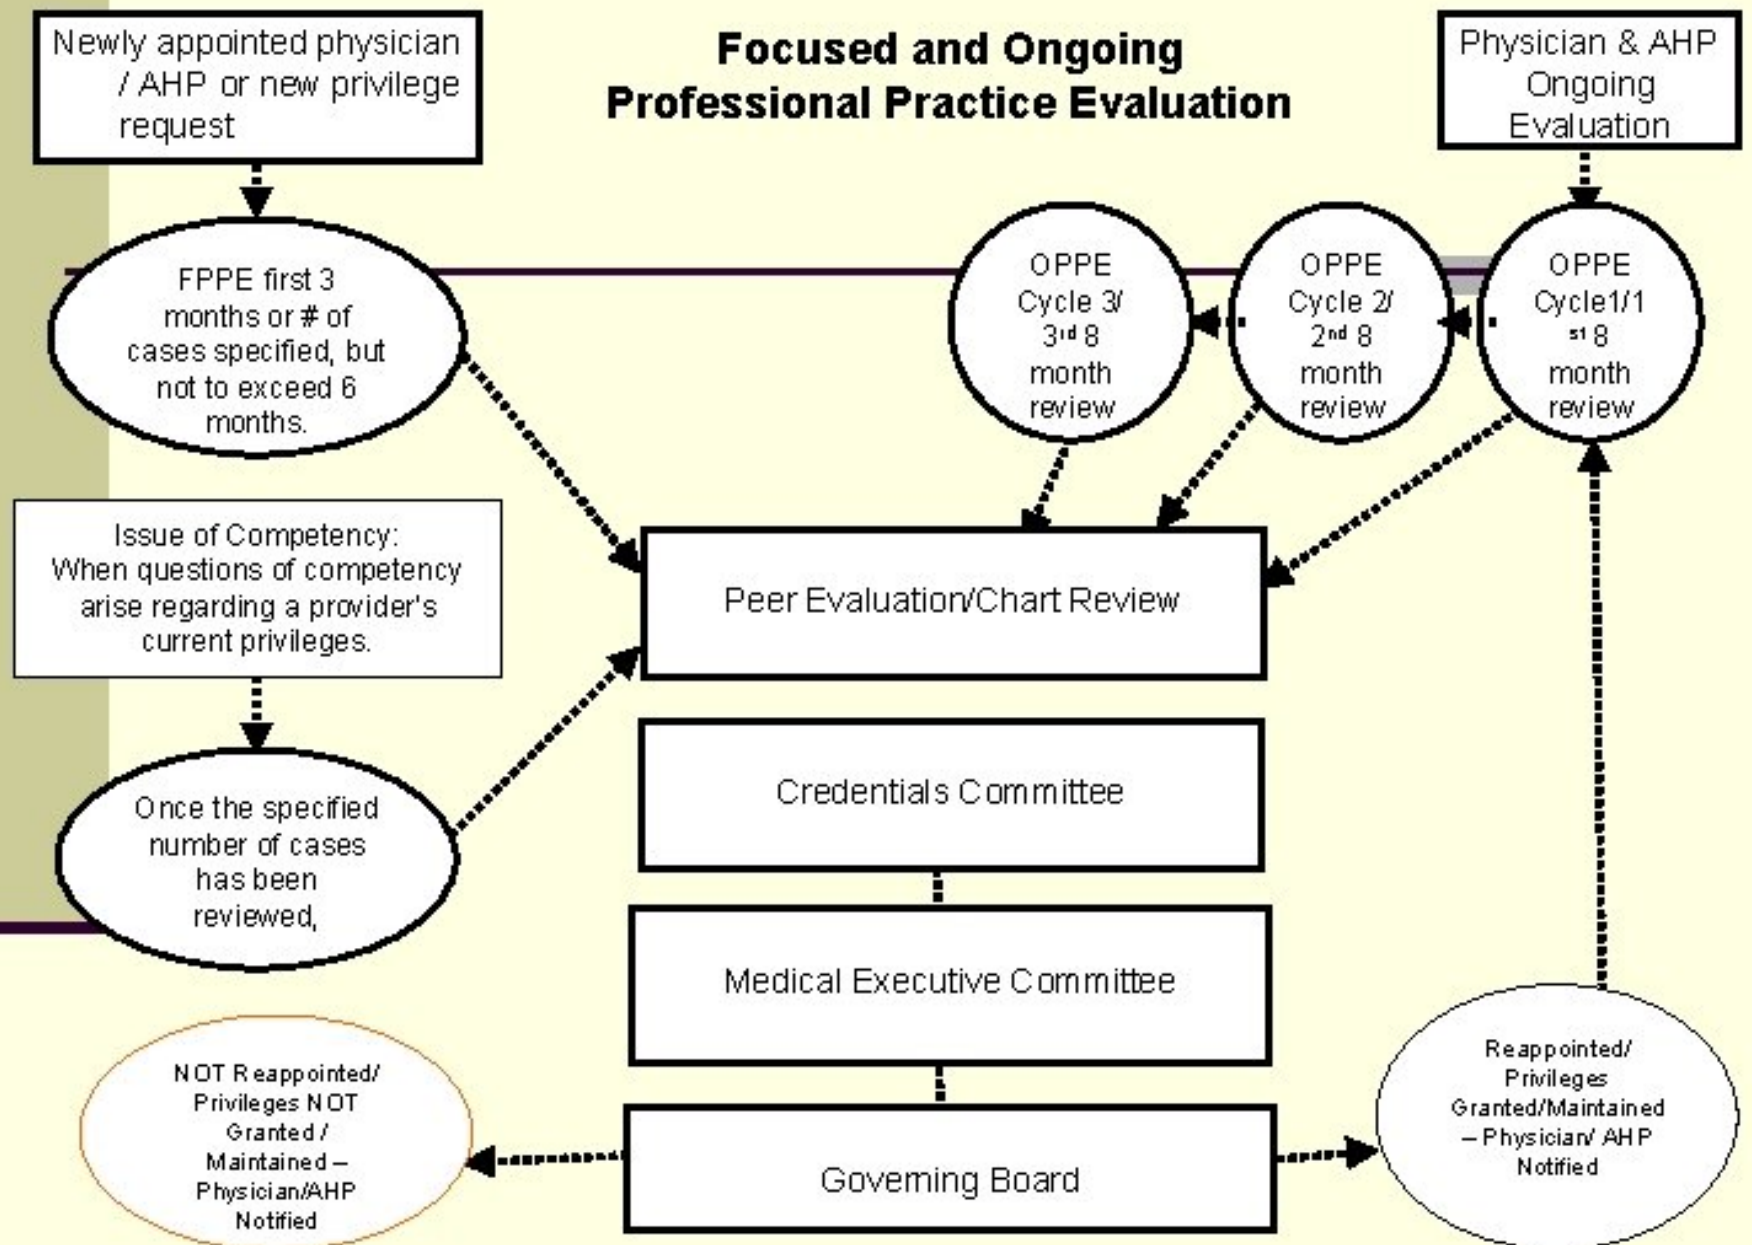 Newly appointed physician
/ AHP or new privilege
request
Focused and Ongoing
Professional Practice Evaluation
Physician & AHP
Ongoing
Evaluation
FPPE first 3
months or # of
cases specified, but
not to exceed 6
months.
OPPE
Cycle 3/
3rd 8
month
review
OPPE
Cycle 2/
2nd 8
month
review
OPPE
Cycle1/1
st 8
month
review
Issue of Competency:
When questions of competency
arise regarding a provider's
current privileges.
Peer Evaluation/Chart Review
Once the specified
number of cases
has been
reviewed,
Credentials Committee
Medical Executive Committee
NOT Reappointed/
Privileges NOT
Granted /
Maintained –
Physician/AHP
Notified
Governing Board
Reappointed/
Privileges
Granted/Maintained
– Physician/ AHP
Notified